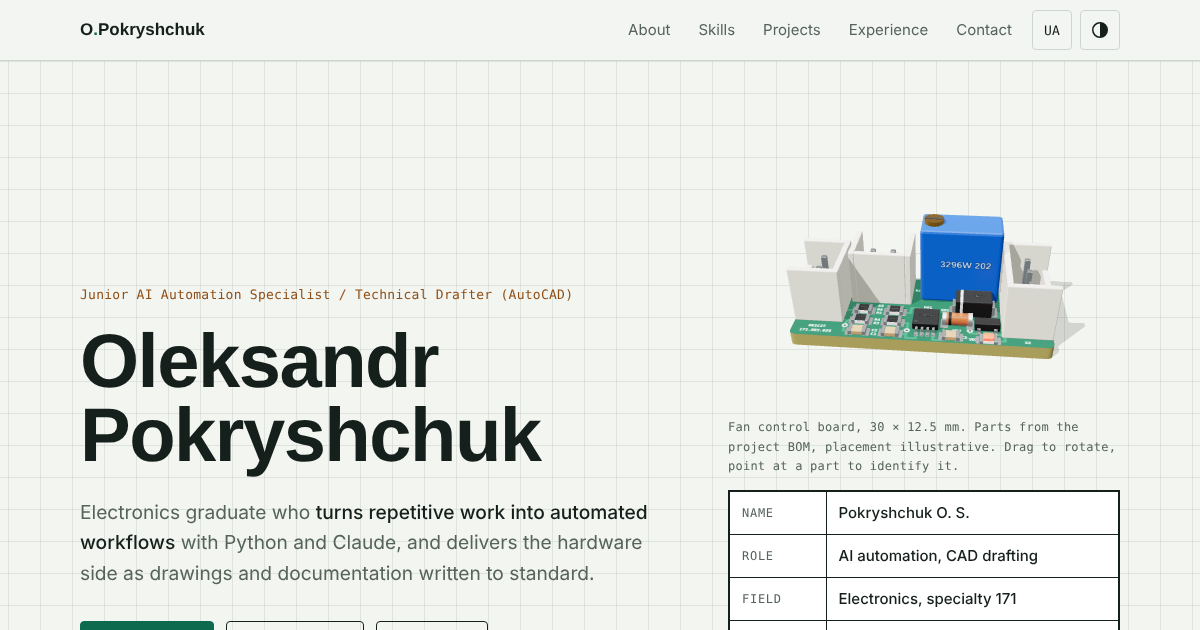 O.Pokryshchuk
About
Skills
Projects
Experience
Contact
UA
Junior AI Automation Specialist / Technical Drafter (AutoCAD)
Oleksandr
Pokryshchuk
Electronics graduate who turns repetitive work into automated
workflows with Python and Claude, and delivers the hardware
side as drawings and documentation written to standard.
3296W 202
Fan control board, 30 × 12.5 mm. Parts from the
project BOM, placement illustrative. Drag to rotate,
point at a part to identify it.
NAME
Pokryshchuk O. S.
ROLE
AI automation, CAD drafting
FIELD
Electronics, specialty 171